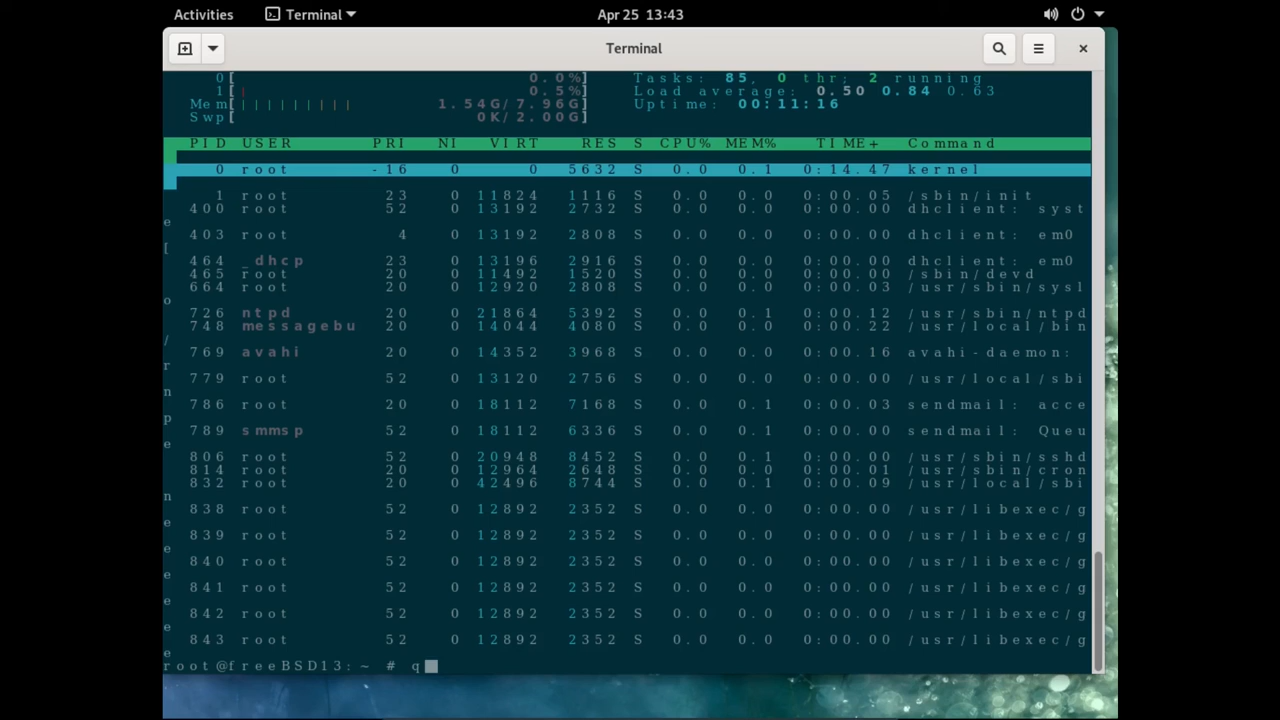 Activities Terminal Apr 25 13:43
Terminal
0[ 0.0%] Tasks: 85, 0 thr; 2 running
1[| 0.5%] Load average: 0.50 0.84 0.63
Mem[||||||||| 1.54G/7.96G] Uptime: 00:11:16
Swp[ 0K/2.00G]
PID USER PRI NI VIRT RES S CPU% MEM% TIME+ Command
0 root -16 0 0 5632 S 0.0 0.1 0:14.47 kernel
1 root 23 0 11824 1116 S 0.0 0.0 0:00.05 /sbin/init
400 root 52 0 13192 2732 S 0.0 0.0 0:00.00 dhclient: syst
e
403 root 4 0 13192 2808 S 0.0 0.0 0:00.00 dhclient: em0
[
464 _dhcp 23 0 13196 2916 S 0.0 0.0 0:00.00 dhclient: em0
465 root 20 0 11492 1520 S 0.0 0.0 0:00.00 /sbin/devd
664 root 20 0 12920 2808 S 0.0 0.0 0:00.03 /usr/sbin/sysl
o
726 ntpd 20 0 21864 5392 S 0.0 0.1 0:00.12 /usr/sbin/ntpd
748 messagebu 20 0 14044 4080 S 0.0 0.0 0:00.22 /usr/local/bin
/
769 avahi 20 0 14352 3968 S 0.0 0.0 0:00.16 avahi-daemon:
r
779 root 52 0 13120 2756 S 0.0 0.0 0:00.00 /usr/local/sbi
n
786 root 20 0 18112 7168 S 0.0 0.1 0:00.03 sendmail: acce
p
789 smmsp 52 0 18112 6336 S 0.0 0.1 0:00.00 sendmail: Queu
e
806 root 52 0 20948 8452 S 0.0 0.1 0:00.00 /usr/sbin/sshd
814 root 20 0 12964 2648 S 0.0 0.0 0:00.01 /usr/sbin/cron
832 root 52 0 42496 8744 S 0.0 0.1 0:00.09 /usr/local/sbi
n
838 root 52 0 12892 2352 S 0.0 0.0 0:00.00 /usr/libexec/g
e
839 root 52 0 12892 2352 S 0.0 0.0 0:00.00 /usr/libexec/g
e
840 root 52 0 12892 2352 S 0.0 0.0 0:00.00 /usr/libexec/g
e
841 root 52 0 12892 2352 S 0.0 0.0 0:00.00 /usr/libexec/g
e
842 root 52 0 12892 2352 S 0.0 0.0 0:00.00 /usr/libexec/g
e
843 root 52 0 12892 2352 S 0.0 0.0 0:00.00 /usr/libexec/g
e
root@freeBSD13:~ # q